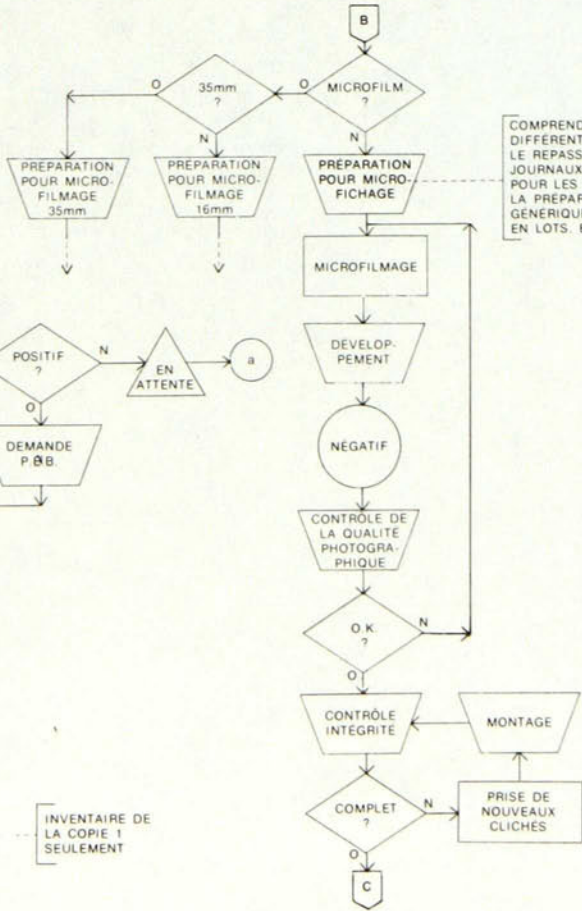 B
35mm
?
O
O
MICROFILM
?
N
N
PRÉPARATION
POUR MICRO-
FILMAGE
35mm
PRÉPARATION
POUR MICRO-
FILMAGE
16mm
PRÉPARATION
POUR MICRO-
FICHAGE
COMPREND
DIFFÉRENT
LE REPASS
JOURNAUX
POUR LES
LA PRÉPAR
GÉNÉRIQUE
EN LOTS.
MICROFILMAGE
POSITIF
?
N
O
EN
ATTENTE
a
DEVELOP-
PEMENT
DEMANDE
NÉGATIF
CONTRÔLE DE
LA QUALITÉ
PHOTOGRA-
PHIQUE
O.K.
?
N
O
CONTRÔLE
INTÉGRITÉ
MONTAGE
COMPLET
?
N
O
PRISE DE
NOUVEAUX
CLICHÉS
INVENTAIRE DE
LA COPIE 1
SEULEMENT
C